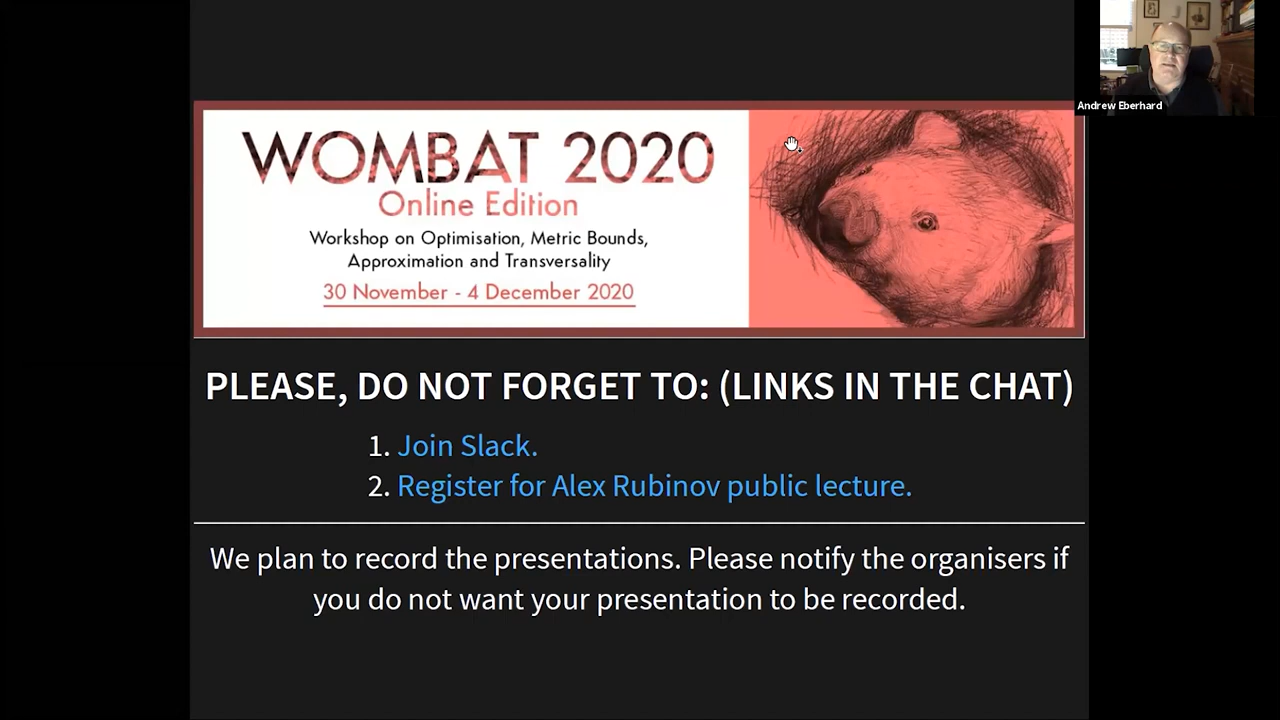 Andrew Eberhard
WOMBAT 2020
Online Edition
Workshop on Optimisation, Metric Bounds,
Approximation and Transversality
30 November - 4 December 2020
PLEASE, DO NOT FORGET TO: (LINKS IN THE CHAT)
1. Join Slack.
2. Register for Alex Rubinov public lecture.
We plan to record the presentations. Please notify the organisers if
you do not want your presentation to be recorded.